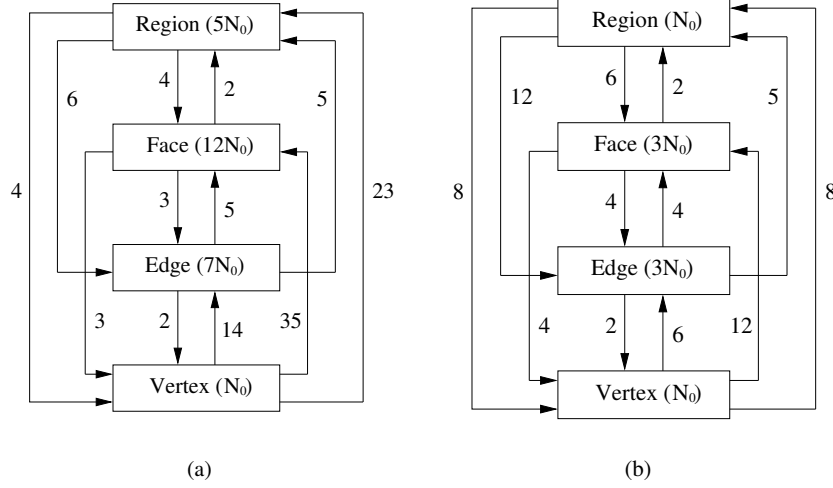 Region (5N₀)
4
2
6
5
Face (12N₀)
4
23
3
5
Edge (7N₀)
3
2
14
35
Vertex (N₀)
(a)
Region (N₀)
6
2
12
5
Face (3N₀)
8
8
4
4
Edge (3N₀)
4
2
6
12
Vertex (N₀)
(b)